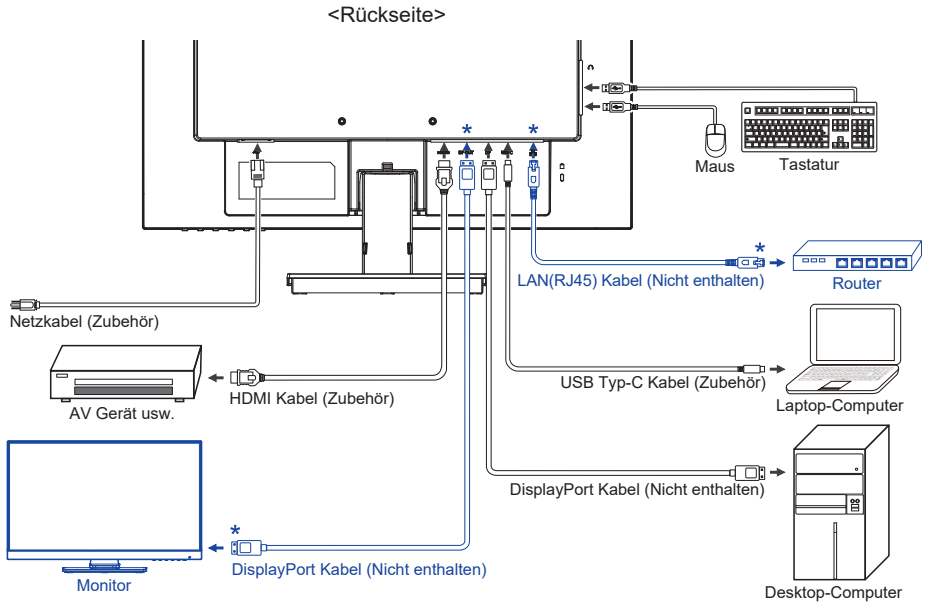 <Rückseite>
*
*
Maus
Tastatur
*
LAN(RJ45) Kabel (Nicht enthalten)
Router
Netzkabel (Zubehör)
USB Typ-C Kabel (Zubehör)
HDMI Kabel (Zubehör)
Laptop-Computer
AV Gerät usw.
DisplayPort Kabel (Nicht enthalten)
*
DisplayPort Kabel (Nicht enthalten)
Monitor
Desktop-Computer